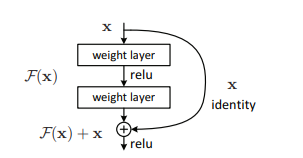 x
weight layer
relu
F(x)
weight layer
x
identity
F(x) + x
relu